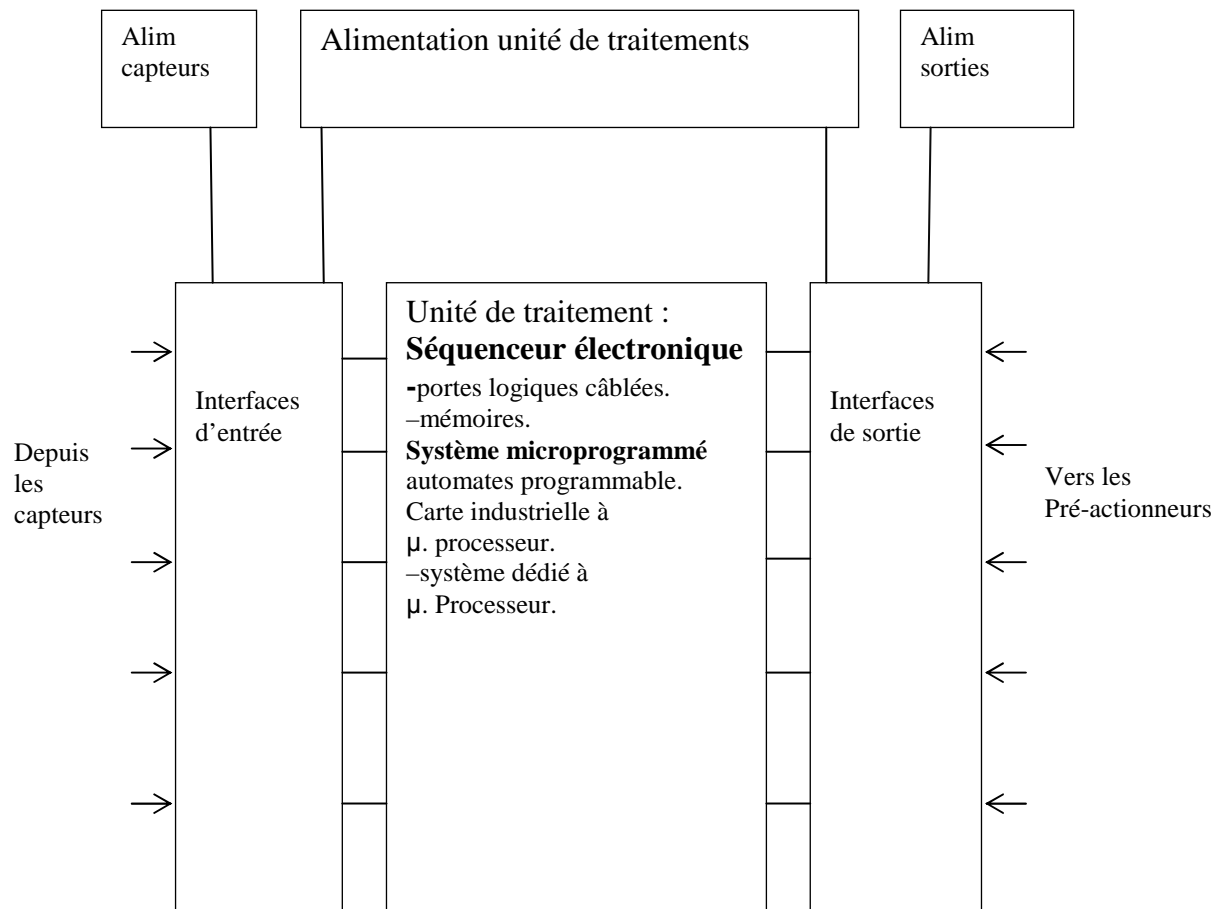 Alim
capteurs
Alimentation unité de traitements
Alim
sorties
Depuis
les
capteurs
Interfaces
d’entrée
Unité de traitement :
Séquenceur électronique
-portes logiques câblées.
–mémoires.
Système microprogrammé
automates programmable.
Carte industrielle à
µ. processeur.
–système dédié à
µ. Processeur.
Interfaces
de sortie
Vers les
Pré-actionneurs